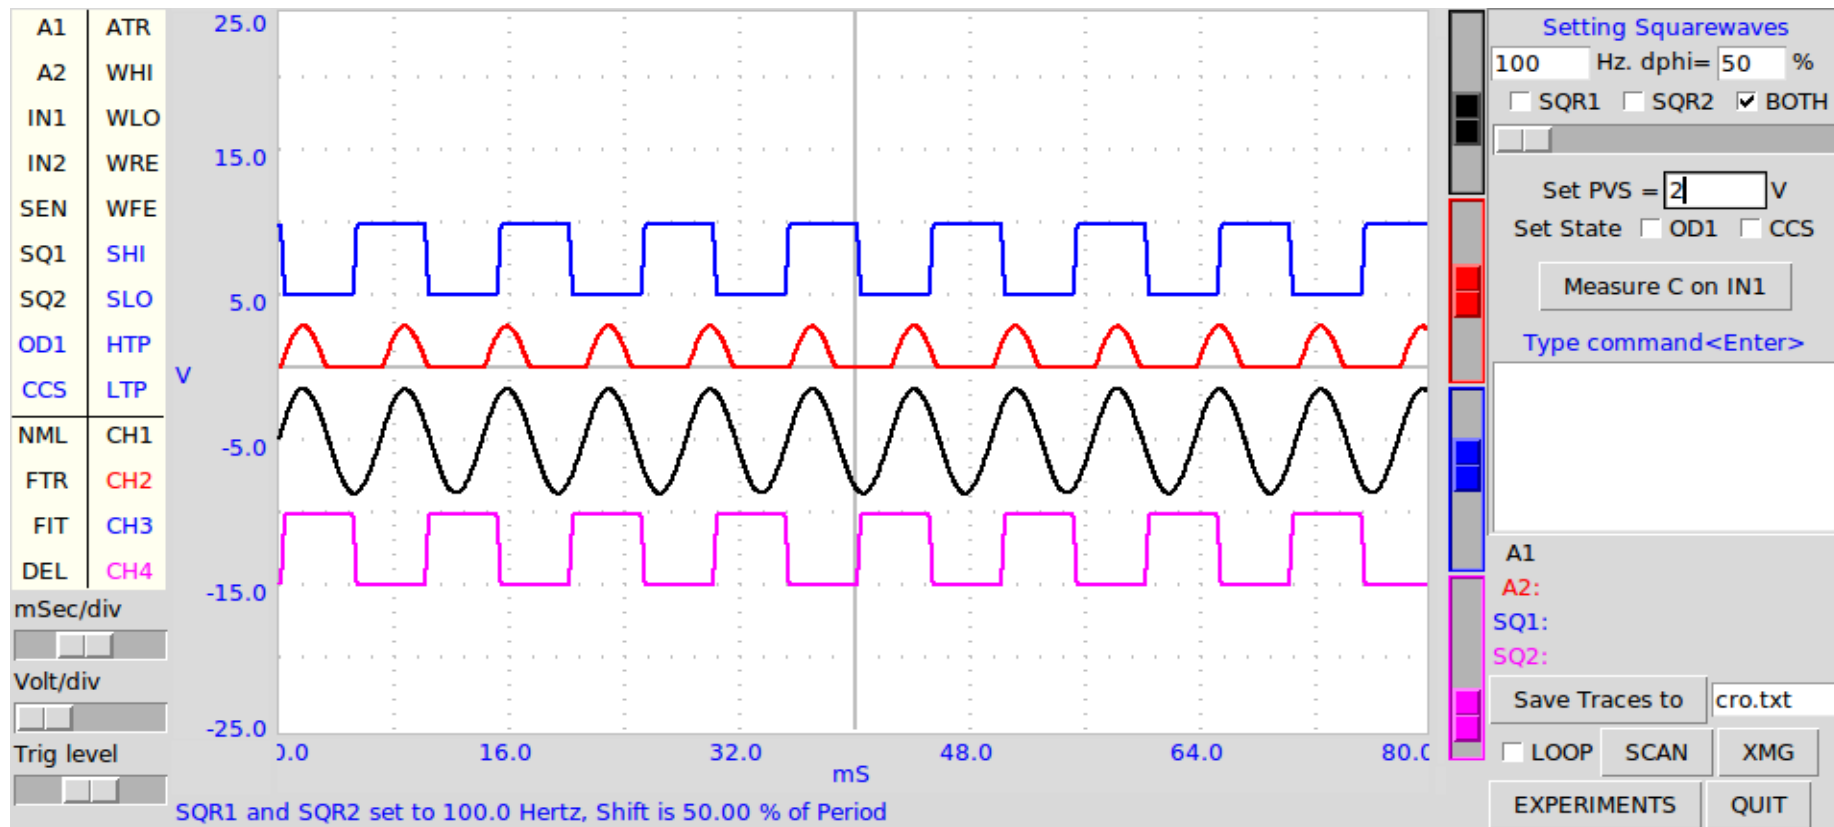 A1 ATR
A2 WHI
IN1 WLO
IN2 WRE
SEN WFE
SQ1 SHI
SQ2 SLO
OD1 HTP
CCS LTP
NML CH1
FTR CH2
FIT CH3
DEL CH4
mSec/div
Volt/div
Trig level
25.0
15.0
5.0
V
-5.0
-15.0
-25.0
0.0 16.0 32.0 48.0 64.0 80.0
mS
SQR1 and SQR2 set to 100.0 Hertz, Shift is 50.00 % of Period
Setting Squarewaves
100 Hz. dphi= 50 %
SQR1 SQR2 BOTH
Set PVS = 2 V
Set State OD1 CCS
Measure C on IN1
Type command<Enter>
A1
A2:
SQ1:
SQ2:
Save Traces to cro.txt
LOOP SCAN XMG
EXPERIMENTS QUIT